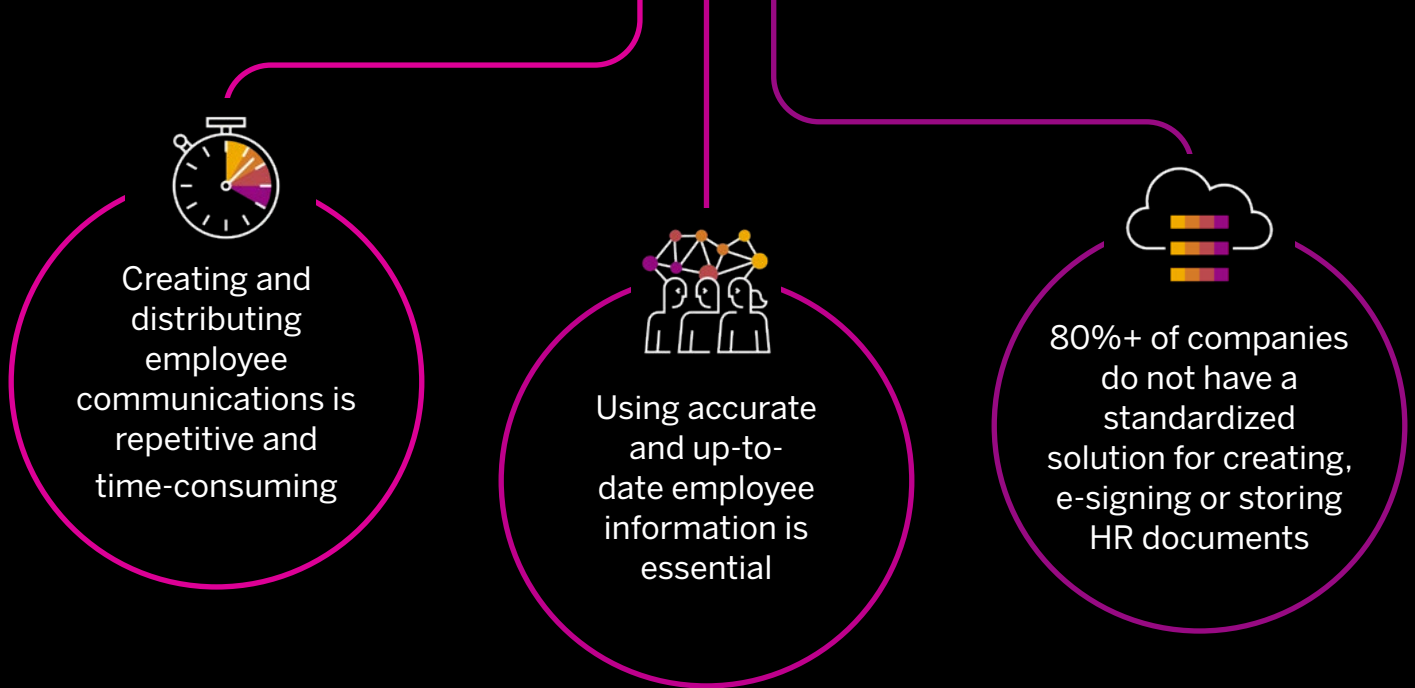 Creating and
distributing
employee
communications is
repetitive and
time-consuming
Using accurate
and up-to-
date employee
information is
essential
80%+ of companies
do not have a
standardized
solution for creating,
e-signing or storing
HR documents